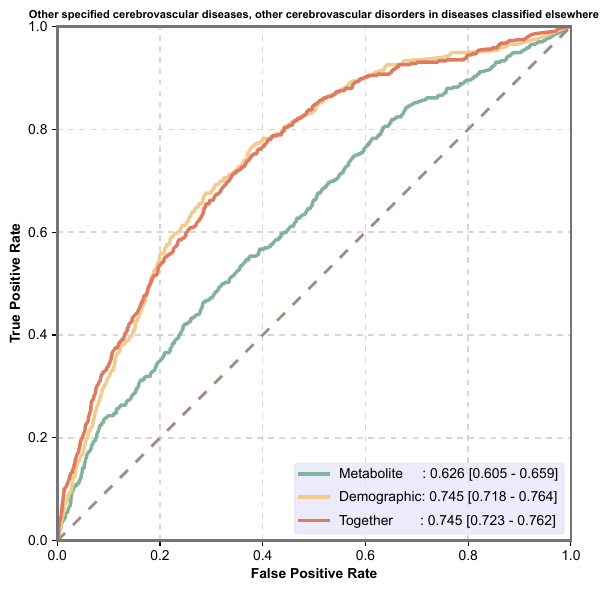 Other specified cerebrovascular diseases, other cerebrovascular disorders in diseases classified elsewhere
1.0
0.8
0.6
0.4
0.2
0.0
True Positive Rate
Metabolite : 0.626 [0.605 - 0.659]
Demographic: 0.745 [0.718 - 0.764]
Together : 0.745 [0.723 - 0.762]
0.0 0.2 0.4 0.6 0.8 1.0
False Positive Rate